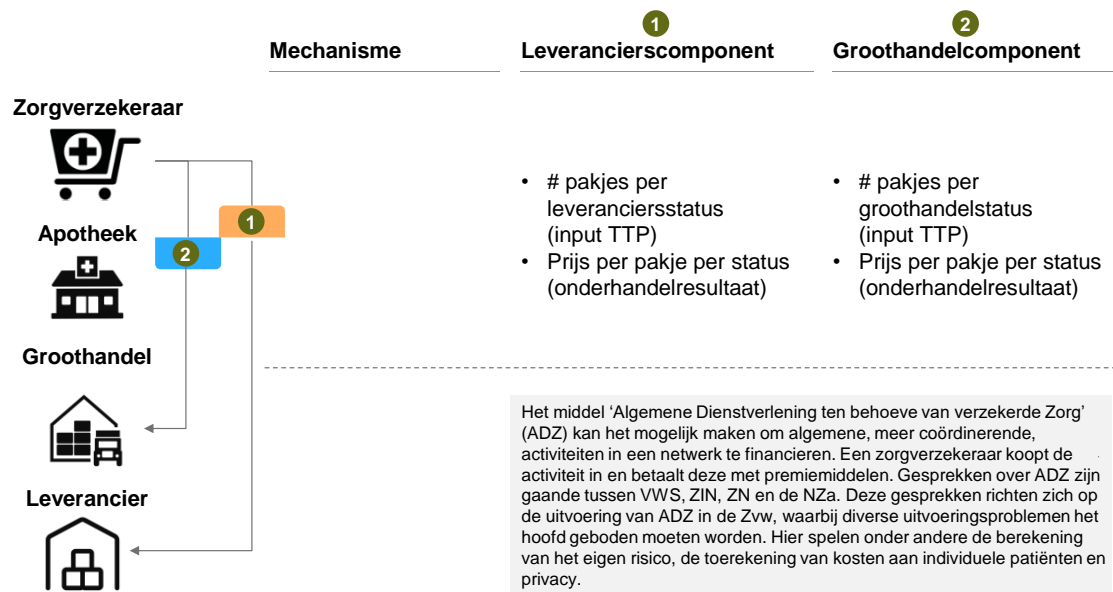 1
2
Mechanisme
Leverancierscomponent
Groothandelcomponent
Zorgverzekeraar
Apotheek
Groothandel
Leverancier
1
2
• # pakjes per
leveranciersstatus
(input TTP)
• Prijs per pakje per status
(onderhandelresultaat)
• # pakjes per
groothandelstatus
(input TTP)
• Prijs per pakje per status
(onderhandelresultaat)
Het middel ‘Algemene Dienstverlening ten behoeve van verzekerde Zorg’
(ADZ) kan het mogelijk maken om algemene, meer coördinerende,
activiteiten in een netwerk te financieren. Een zorgverzekeraar koopt de
activiteit in en betaalt deze met premiemiddelen. Gesprekken over ADZ zijn
gaande tussen VWS, ZIN, ZN en de NZa. Deze gesprekken richten zich op
de uitvoering van ADZ in de Zvw, waarbij diverse uitvoeringsproblemen het
hoofd geboden moeten worden. Hier spelen onder andere de berekening
van het eigen risico, de toerekening van kosten aan individuele patiënten en
privacy.